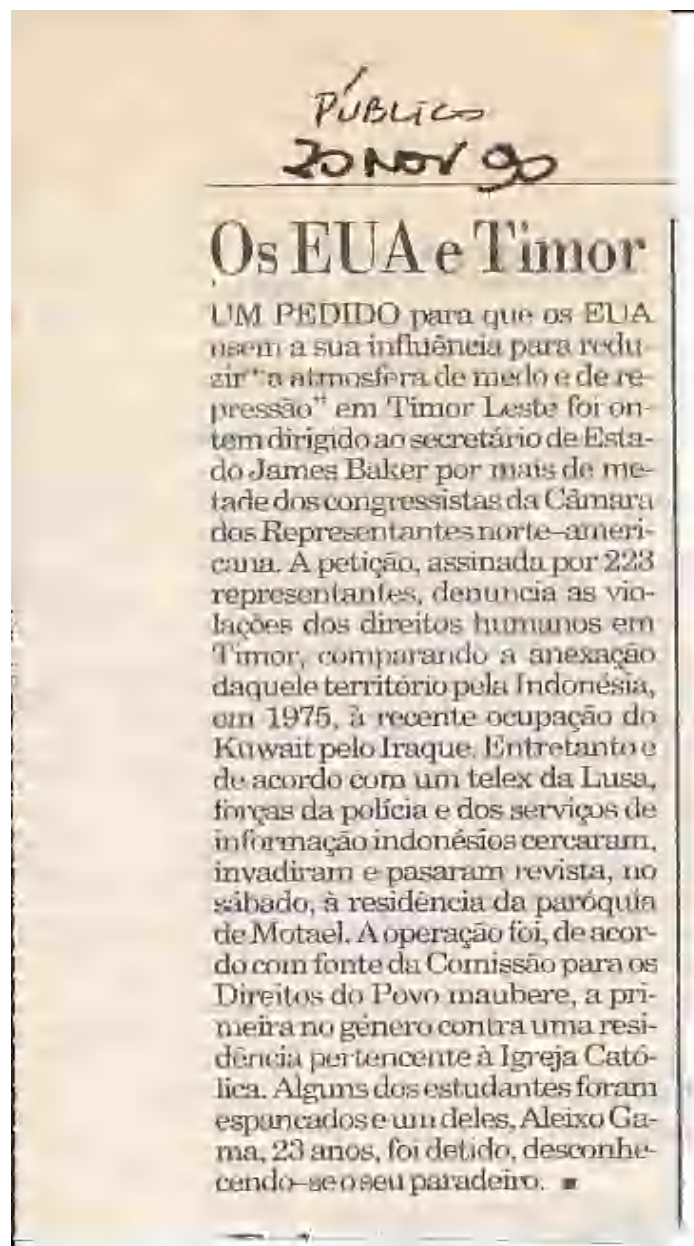 PÚBLICO
20 NOV 90
Os EUA e Timor
UM PEDIDO para que os EUA
usem a sua influência para redu-
zir "a atmosfera de medo e de re-
pressão" em Timor Leste foi on-
tem dirigido ao secretário de Esta-
do James Baker por mais de me-
tade dos congressistas da Câmara
dos Representantes norte-ameri-
cana. A petição, assinada por 223
representantes, denuncia as vio-
lações dos direitos humanos em
Timor, comparando a anexação
daquele território pela Indonésia,
em 1975, à recente ocupação do
Kuwait pelo Iraque. Entretanto e
de acordo com um telex da Lusa,
forças da polícia e dos serviços de
informação indonésios cercaram,
invadiram e pasaram revista, no
sábado, à residência da paróquia
de Motael. A operação foi, de acor-
do com fonte da Comissão para os
Direitos do Povo maubere, a pri-
meira no género contra uma resi-
dência pertencente à Igreja Cató-
lica. Alguns dos estudantes foram
espancados e um deles, Aleixo Ga-
ma, 23 anos, foi detido, desconhe-
cendo-se o seu paradeiro. ■